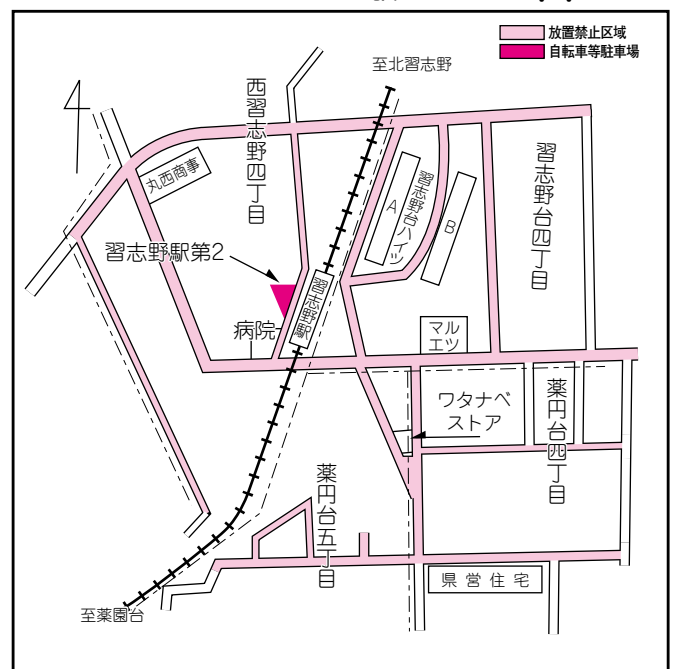 放置禁止区域
自転車等駐車場
至北習志野
西習志野四丁目
丸西商事
習志野台ハイツ
A
B
習志野台四丁目
習志野駅第2
習志野駅
病院
マル
エツ
ワタナベ
ストア
薬円台四丁目
薬円台五丁目
県営住宅
至薬園台